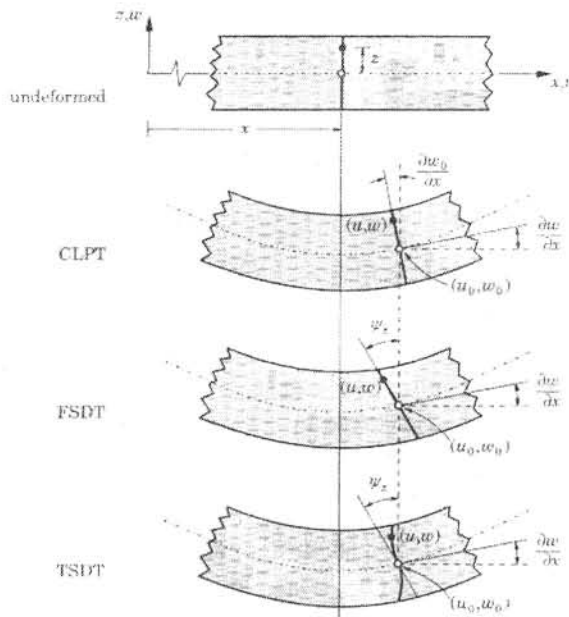 z,w
z
undeformed
x
∂w₀
∂x
(u,w)
∂w
∂x
CLPT
(u₀,w₀)
ψₓ
(u,w)
∂w
∂x
FSDT
(u₀,w₀)
ψₓ
(u,w)
∂w
∂x
TSDT
(u₀,w₀)